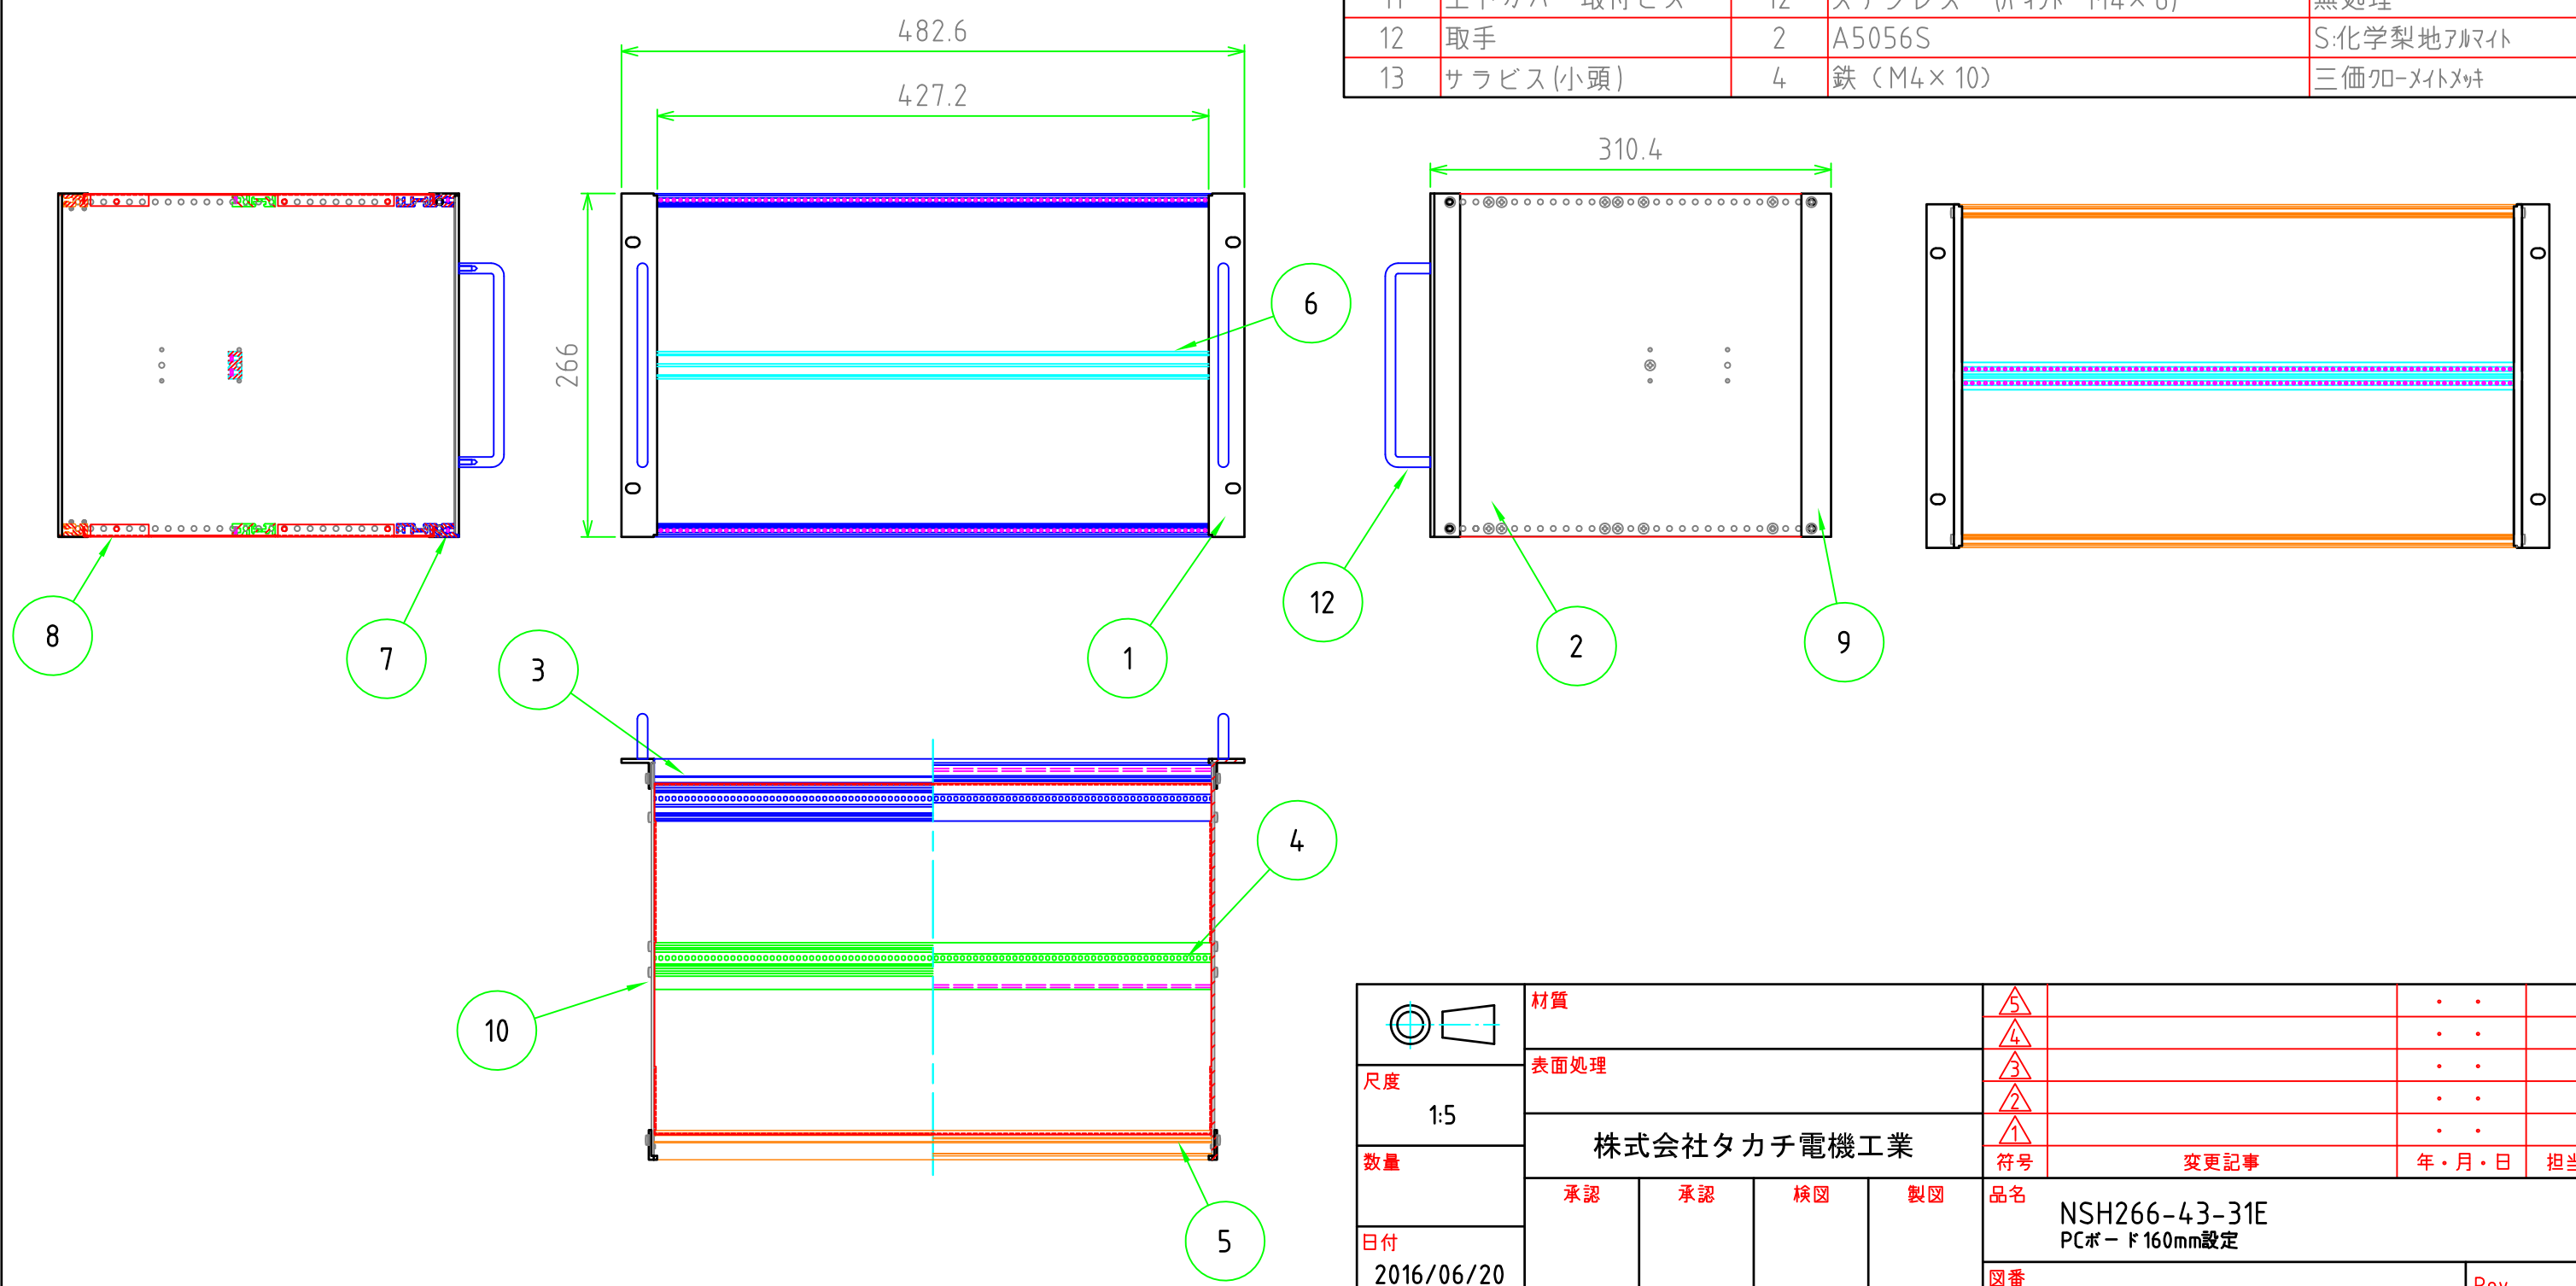 12 取手 2 A5056S S:化学梨地アルマイト
13 サラビス(小頭) 4 鉄（M4×10） 三価クローメイトメッキ
482.6
427.2
310.4
266
6
8
7
3
1
12
2
9
4
10
5
材質
表面処理
尺度
1:5
数量
日付
2016/06/20
株式会社タカチ電機工業
承認 承認 検図 製図
5 ・ ・
4 ・ ・
3 ・ ・
2 ・ ・
1 ・ ・
符号 変更記事 年・月・日
品名
NSH266-43-31E
PCボード160mm設定
図番